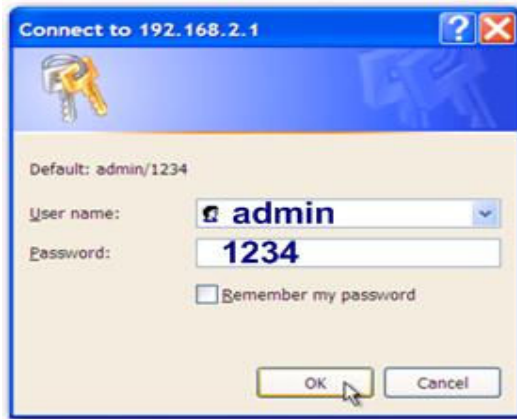 Connect to 192.168.2.1
Default: admin/1234
User name: admin
Password: 1234
Remember my password
OK Cancel